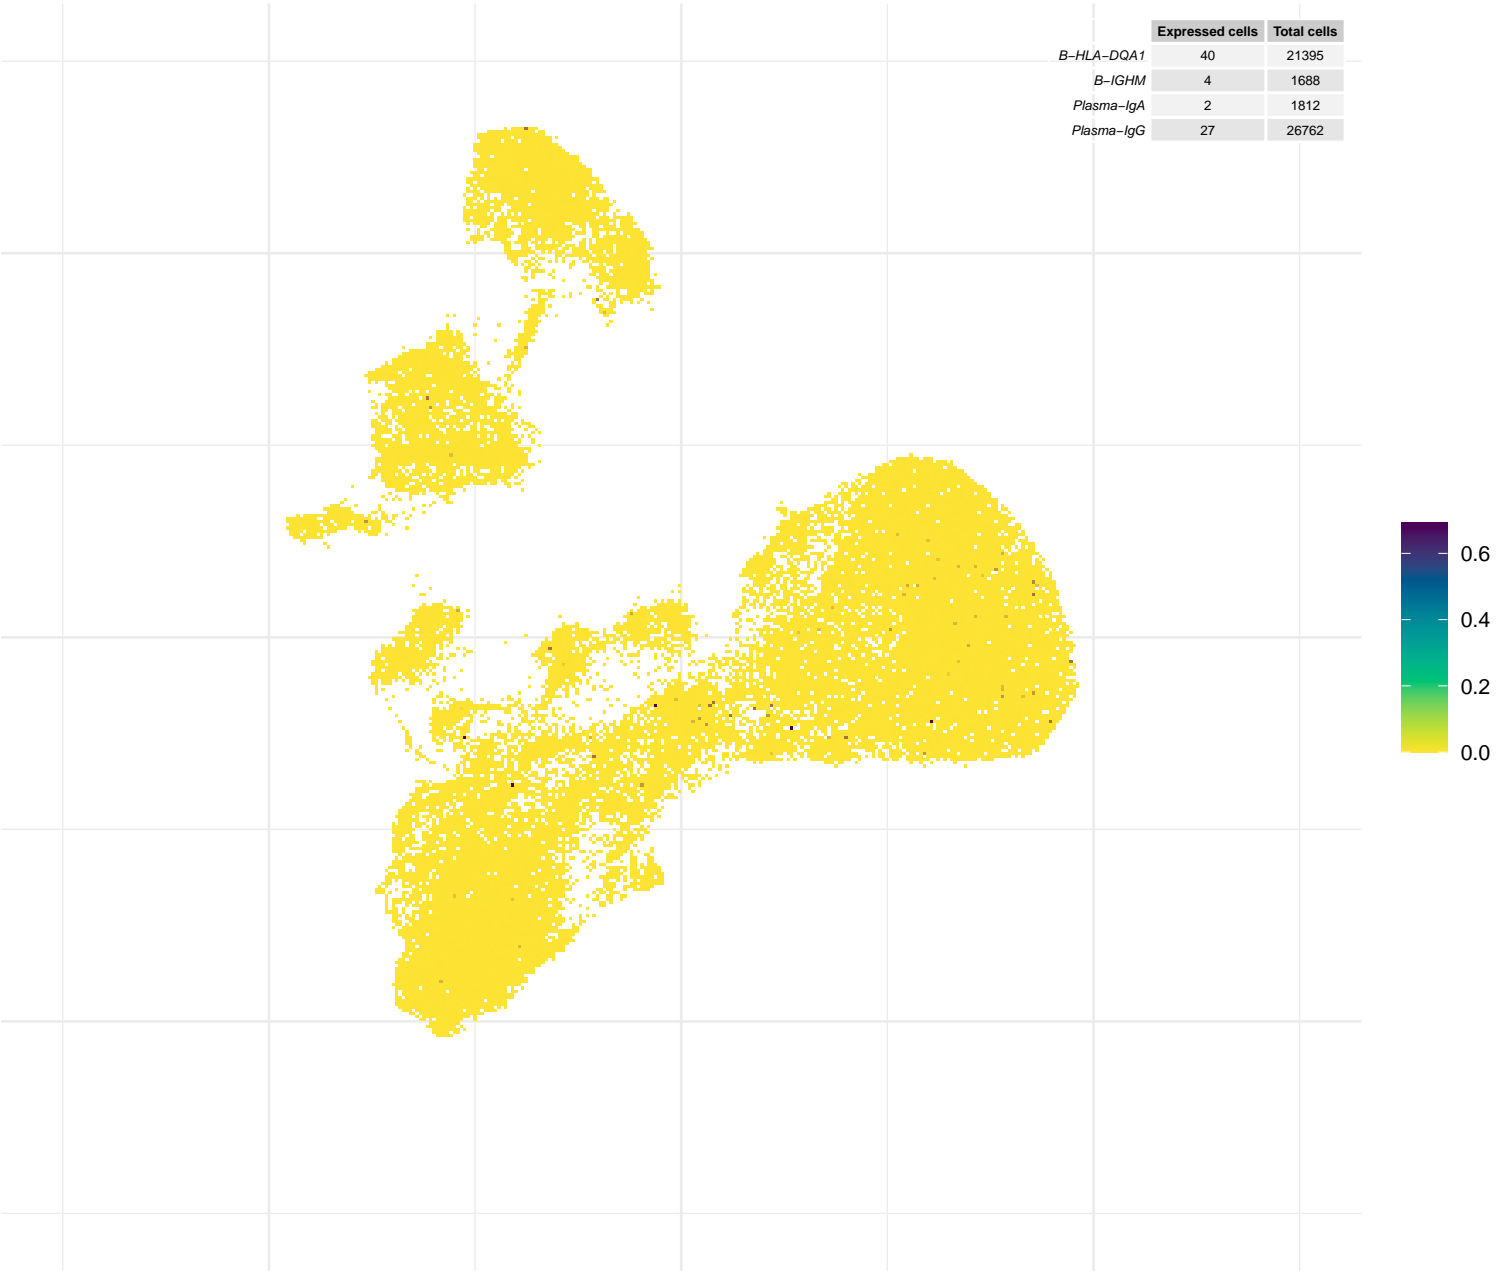 Expressed cells Total cells
B−HLA−DQA1 40 21395
B−IGHM 4 1688
Plasma−IgA 2 1812
Plasma−IgG 27 26762
0.6
0.4
0.2
0.0